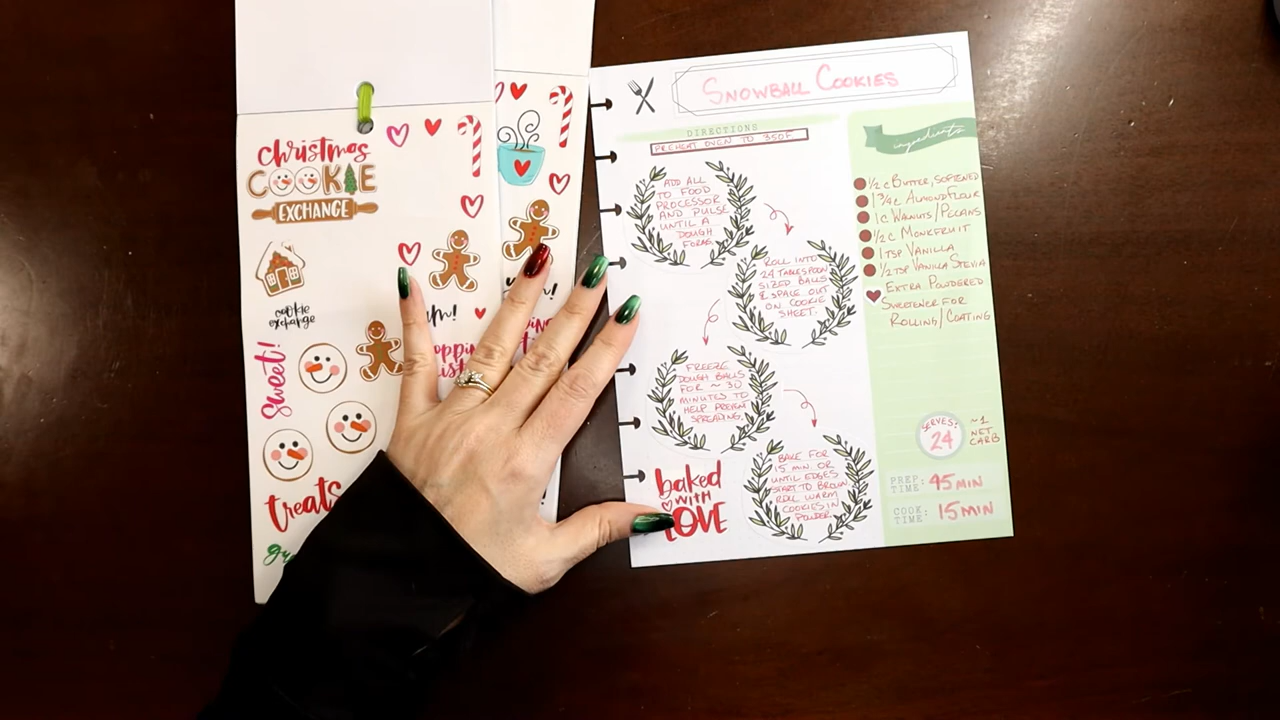 Christmas
COOKIE
EXCHANGE
cookie
exchange
Sweet!
treats
SNOWBALL COOKIES
DIRECTIONS
PREHEAT OVEN TO 350F.
ADD ALL
TO FOOD
PROCESSOR
AND PULSE
UNTIL A
DOUGH
FORMS.
ROLL INTO
24 TABLESPOON
SIZED BALLS
& SPACE OUT
ON COOKIE
SHEET.
FREEZE
DOUGH BALLS
FOR ~ 30
MINUTES TO
HELP PREVENT
SPREADING.
BAKE FOR
15 MIN. OR
UNTIL EDGES
START TO BROWN
ROLL WARM
COOKIES IN
POWDER.
baked
WITH
LOVE
ingredients
1/2 C BUTTER, SOFTENED
1 3/4 C ALMOND FLOUR
1 C WALNUTS/PECANS
1/2 C MONKFRUIT
1 TSP VANILLA
1/2 TSP VANILLA STEVIA
EXTRA POWDERED
SWEETENER FOR
ROLLING/COATING
SERVES:
24
~1
NET
CARB
PREP
TIME: 45 MIN
COOK
TIME: 15 MIN